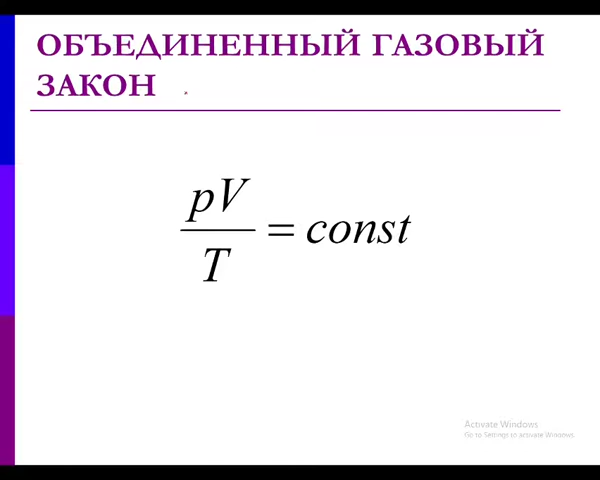 ОБЪЕДИНЕННЫЙ ГАЗОВЫЙ
ЗАКОН
pV
T
= const
Activate Windows
Go to Settings to activate Windows.